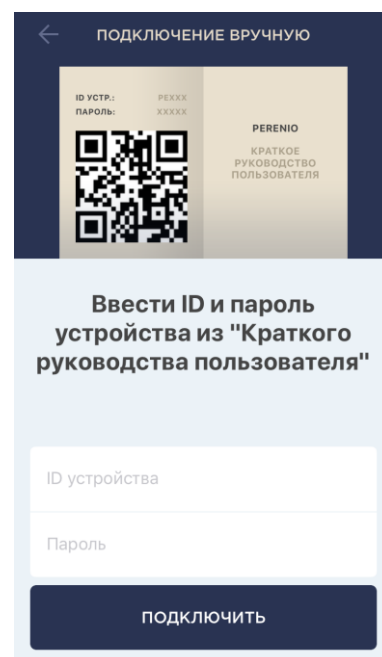 ПОДКЛЮЧЕНИЕ ВРУЧНУЮ
ID УСТР.: PEXXX
ПАРОЛЬ: XXXXX
PERENIO
КРАТКОЕ
РУКОВОДСТВО
ПОЛЬЗОВАТЕЛЯ
Ввести ID и пароль
устройства из "Краткого
руководства пользователя"
ID устройства
Пароль
ПОДКЛЮЧИТЬ